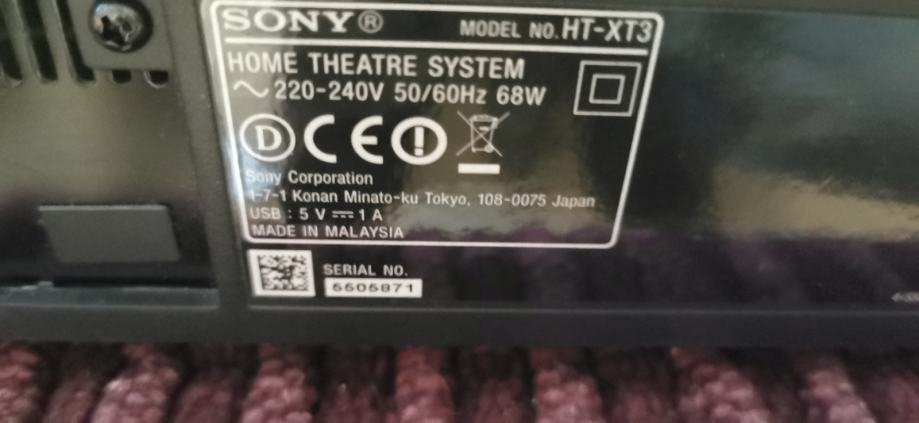 SONY®
MODEL NO. HT-XT3
HOME THEATRE SYSTEM
~ 220-240V 50/60Hz 68W
D CE
Sony Corporation
1-7-1 Konan Minato-ku Tokyo, 108-0075 Japan
USB : 5 V ⎓ 1 A
MADE IN MALAYSIA
SERIAL NO.
5505871